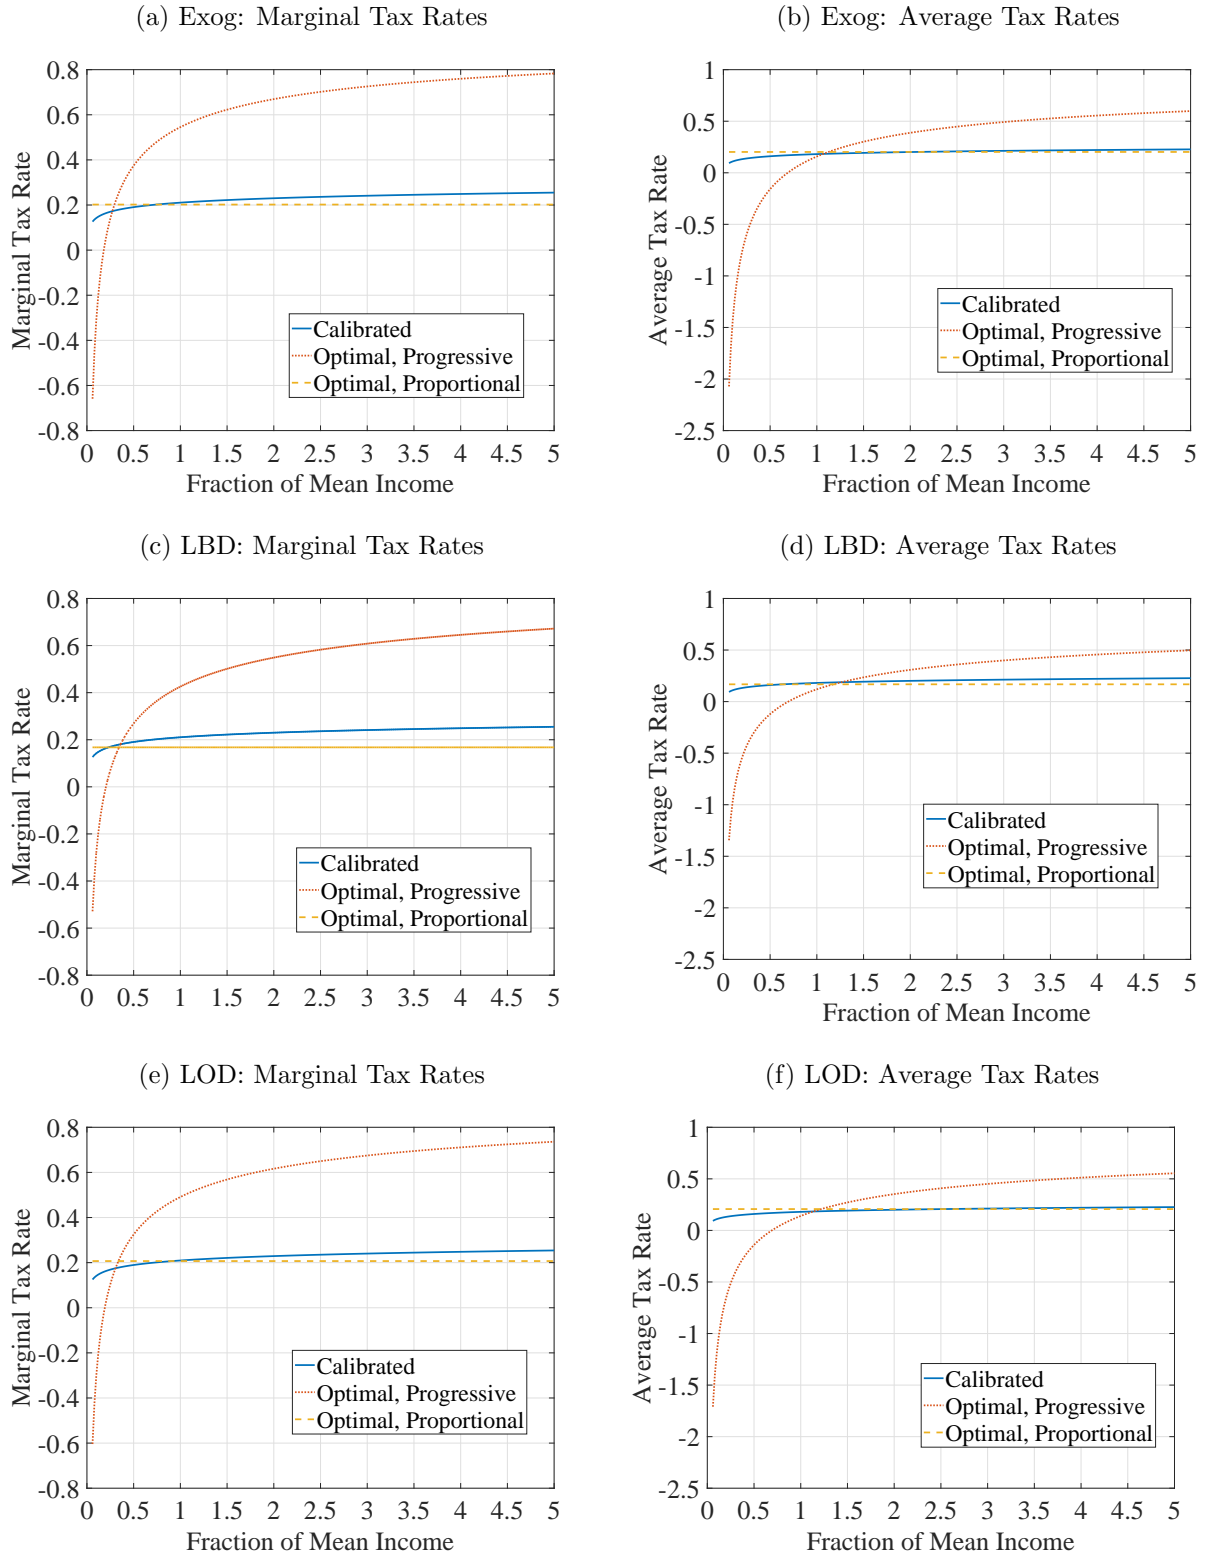 (a) Exog: Marginal Tax Rates
0.8
0.6
0.4
0.2
0
-0.2
-0.4
-0.6
-0.8
Marginal Tax Rate
Calibrated
Optimal, Progressive
Optimal, Proportional
0 0.5 1 1.5 2 2.5 3 3.5 4 4.5 5
Fraction of Mean Income
(b) Exog: Average Tax Rates
1
0.5
0
-0.5
-1
-1.5
-2
-2.5
Average Tax Rate
Calibrated
Optimal, Progressive
Optimal, Proportional
0 0.5 1 1.5 2 2.5 3 3.5 4 4.5 5
Fraction of Mean Income
(c) LBD: Marginal Tax Rates
0.8
0.6
0.4
0.2
0
-0.2
-0.4
-0.6
-0.8
Marginal Tax Rate
Calibrated
Optimal, Progressive
Optimal, Proportional
0 0.5 1 1.5 2 2.5 3 3.5 4 4.5 5
(d) LBD: Average Tax Rates
1
0.5
0
-0.5
-1
-1.5
-2
-2.5
Average Tax Rate
Calibrated
Optimal, Progressive
Optimal, Proportional
0 0.5 1 1.5 2 2.5 3 3.5 4 4.5 5
Fraction of Mean Income
(e) LOD: Marginal Tax Rates
0.8
0.6
0.4
0.2
0
-0.2
-0.4
-0.6
-0.8
Marginal Tax Rate
Calibrated
Optimal, Progressive
Optimal, Proportional
0 0.5 1 1.5 2 2.5 3 3.5 4 4.5 5
Fraction of Mean Income
(f) LOD: Average Tax Rates
1
0.5
0
-0.5
-1
-1.5
-2
-2.5
Average Tax Rate
Calibrated
Optimal, Progressive
Optimal, Proportional
0 0.5 1 1.5 2 2.5 3 3.5 4 4.5 5
Fraction of Mean Income